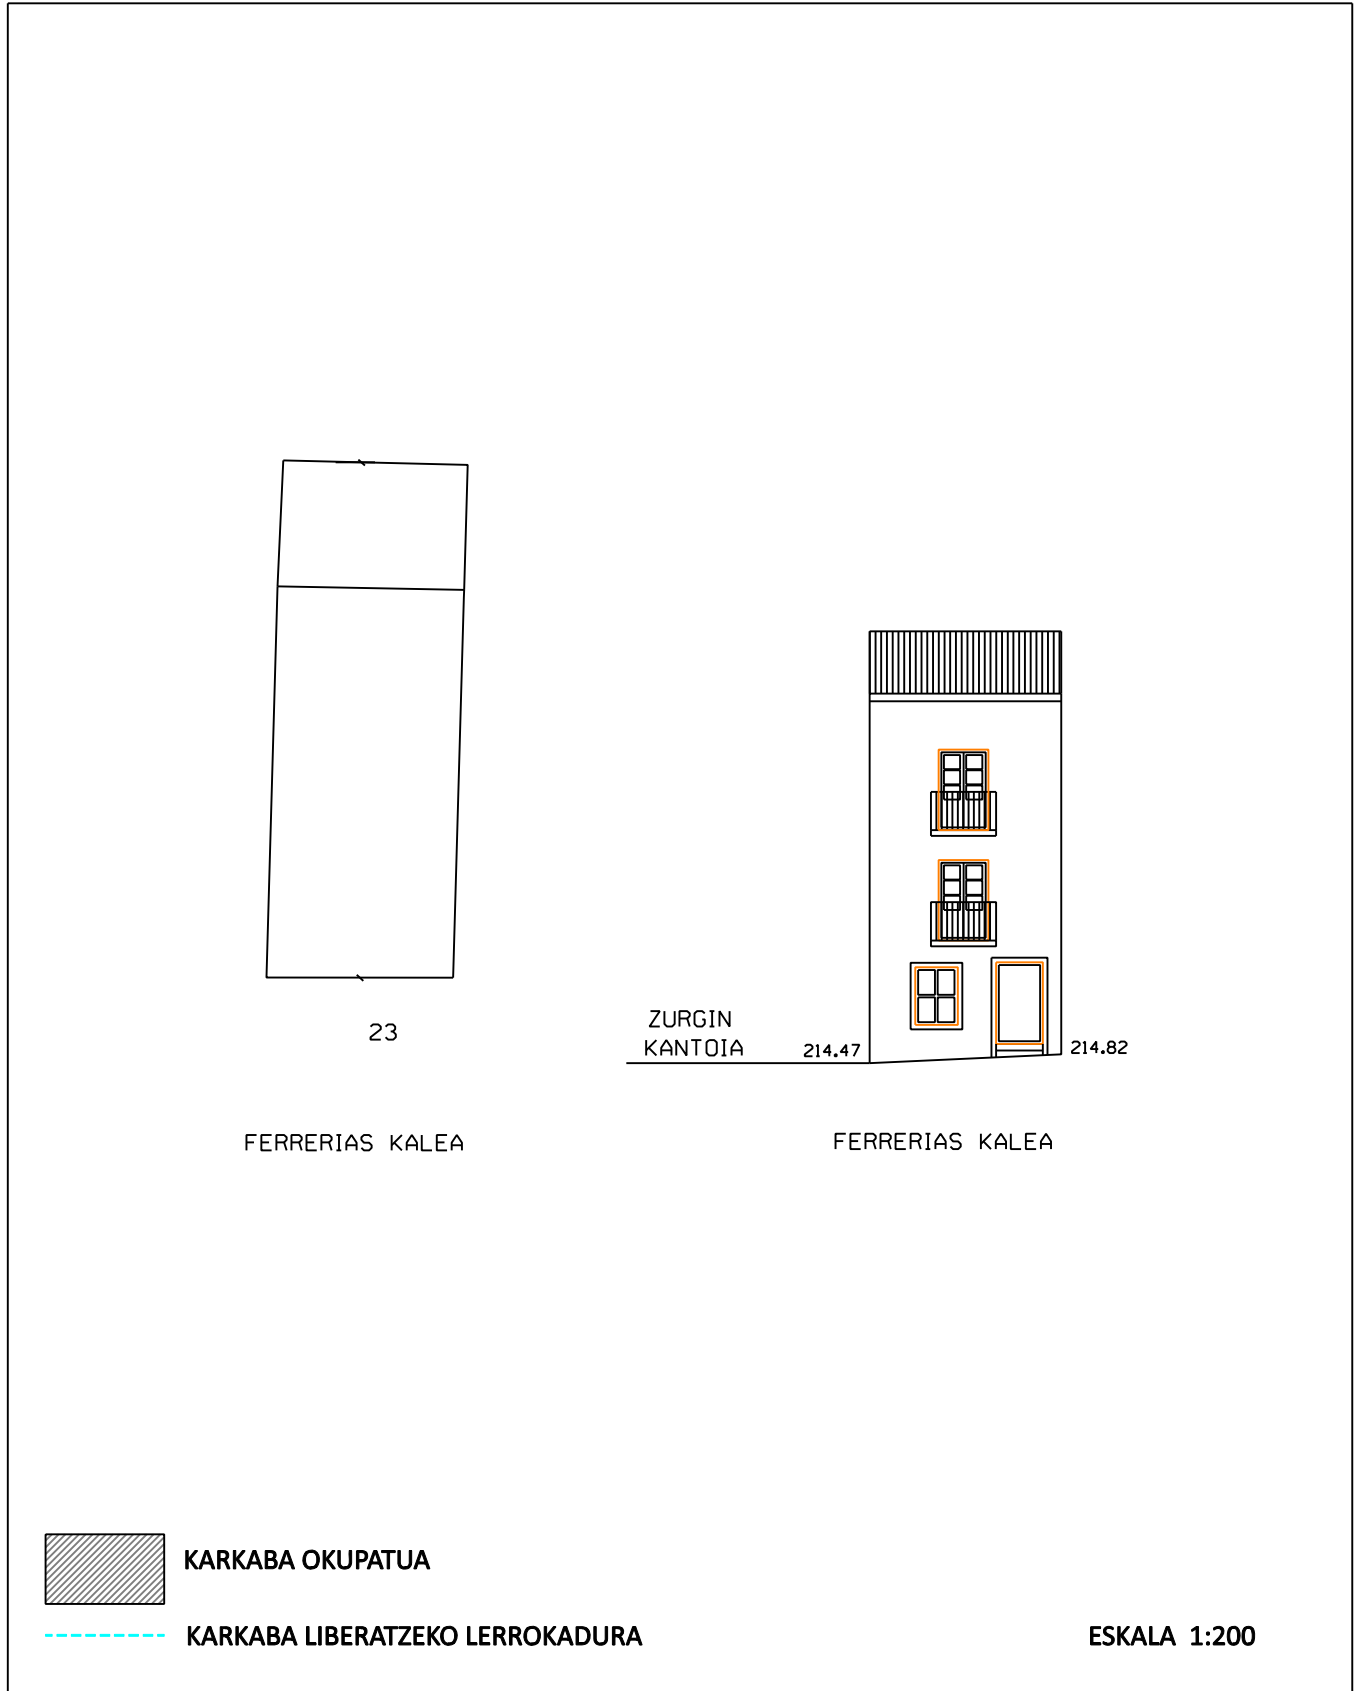 23
FERRERIAS KALEA
ZURGIN
KANTOIA
214.47
214.82
FERRERIAS KALEA
KARKABA OKUPATUA
KARKABA LIBERATZEKO LERROKADURA
ESKALA 1:200